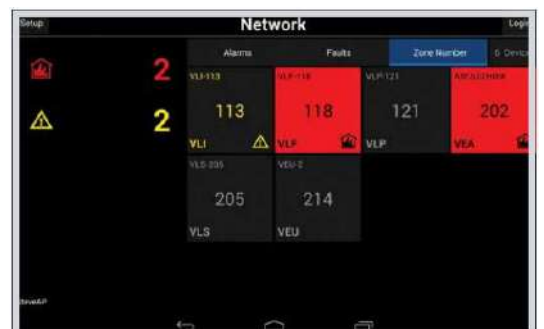 Setup Network Login
Alarms Faults Zone Number
2
2
VLI-113 VLF-118 VLP-121
113 118 121 202
VLI VLF VLP VEA
VLS-205 VEU-2
205 214
VLS VEU